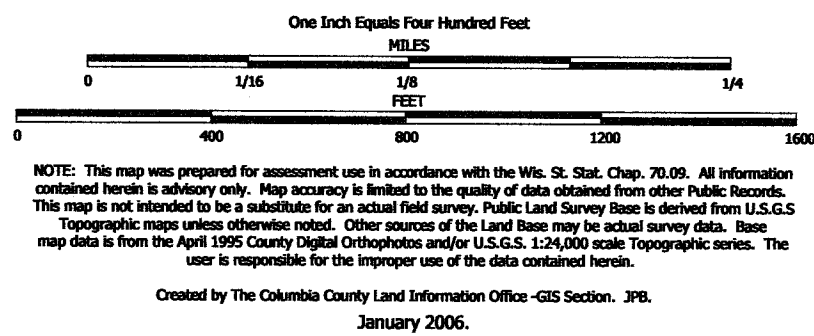 One Inch Equals Four Hundred Feet
MILES
0 1/16 1/8 1/4
FEET
0 400 800 1200 1600
NOTE: This map was prepared for assessment use in accordance with the Wis. St. Stat. Chap. 70.09. All information
contained herein is advisory only. Map accuracy is limited to the quality of data obtained from other Public Records.
This map is not intended to be a substitute for an actual field survey. Public Land Survey Base is derived from U.S.G.S
Topographic maps unless otherwise noted. Other sources of the Land Base may be actual survey data. Base
map data is from the April 1995 County Digital Orthophotos and/or U.S.G.S. 1:24,000 scale Topographic series. The
user is responsible for the improper use of the data contained herein.
Created by The Columbia County Land Information Office -GIS Section. JPB.
January 2006.